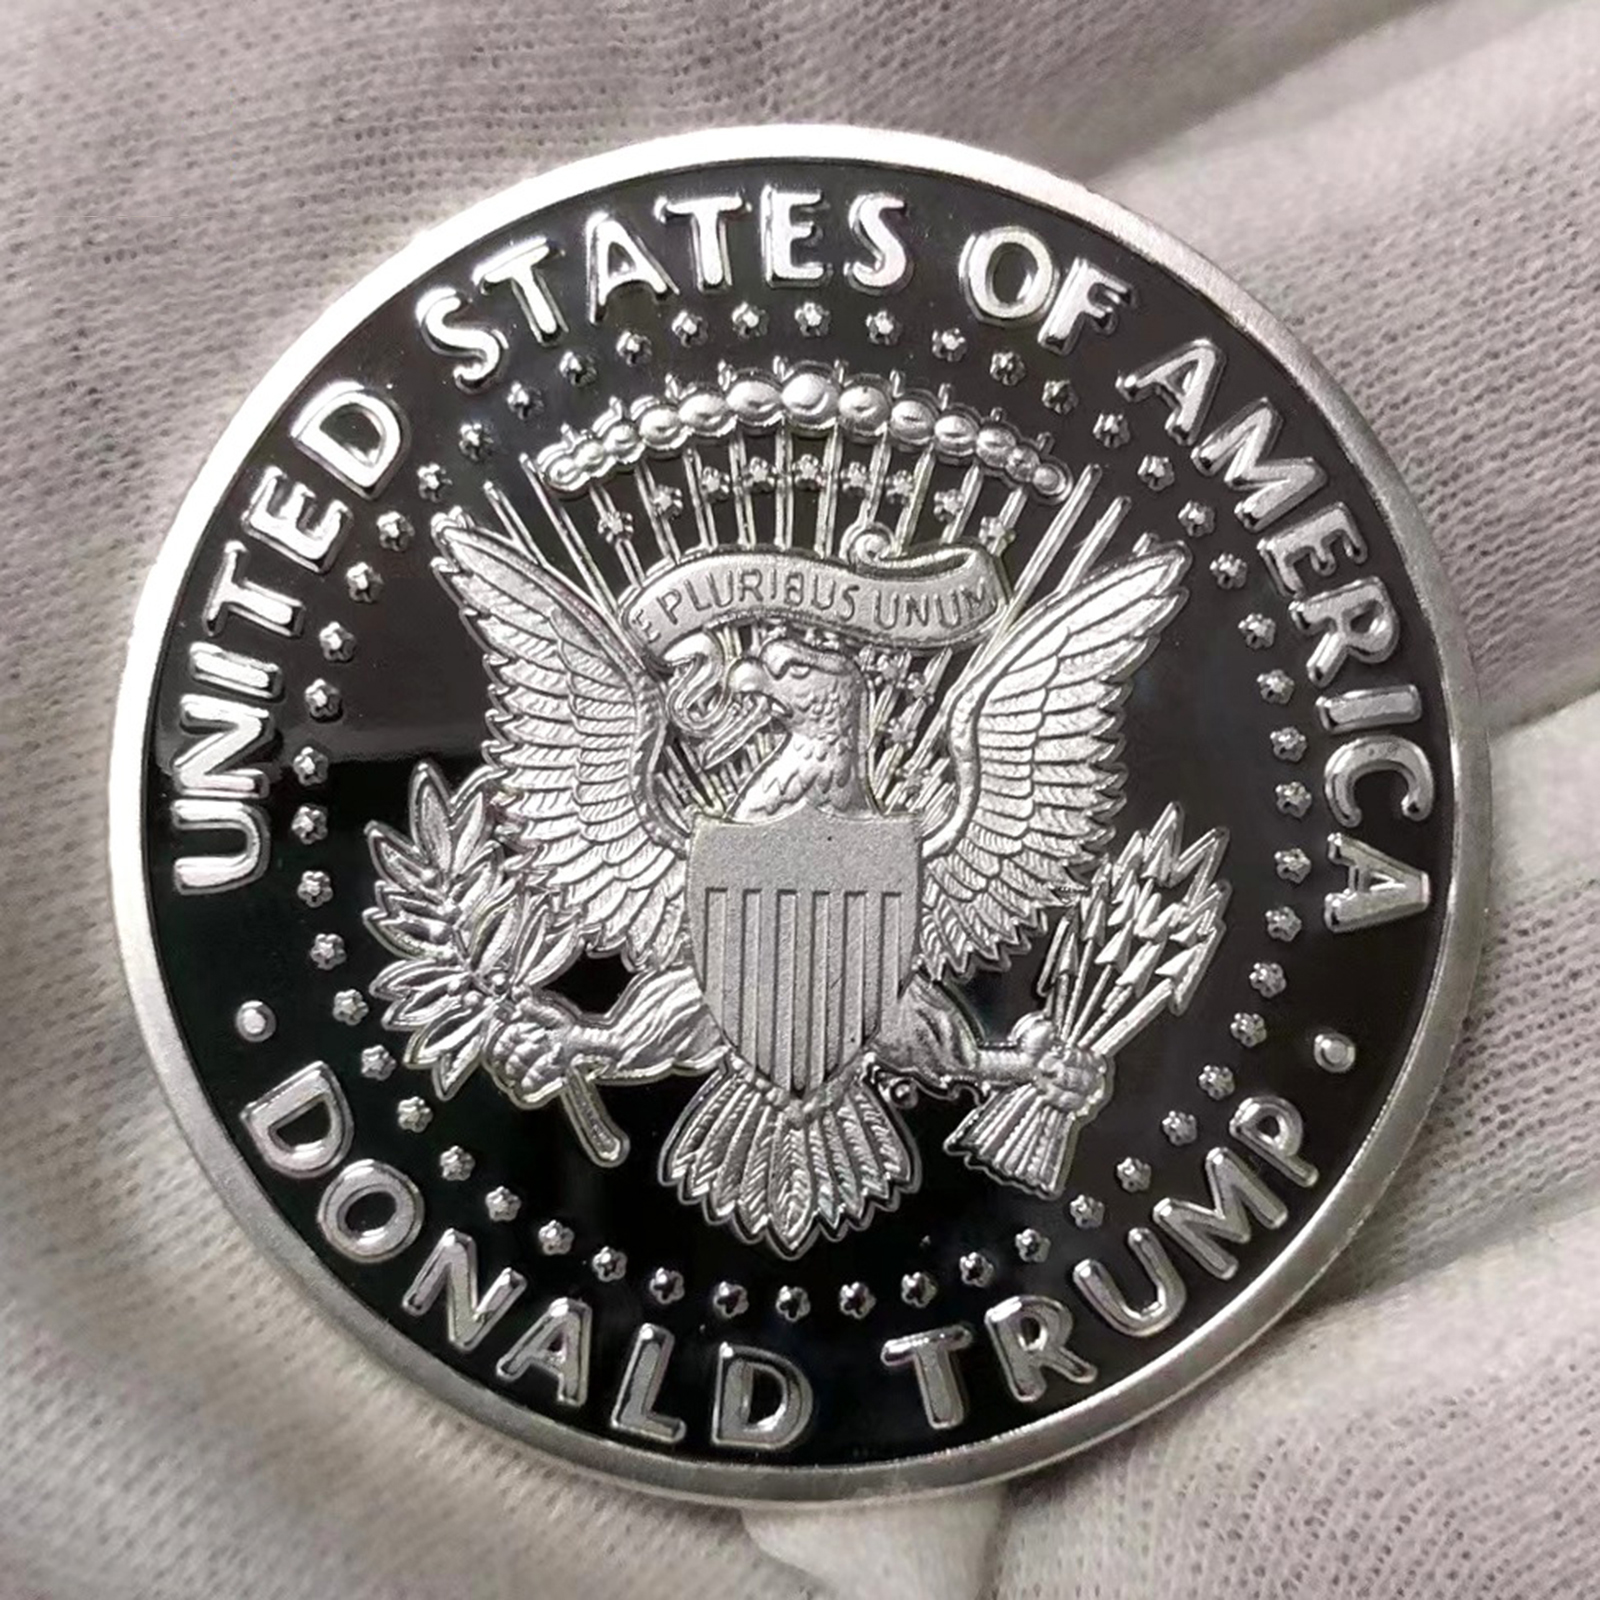 UNITED STATES OF AMERICA
E PLURIBUS UNUM
• DONALD TRUMP •